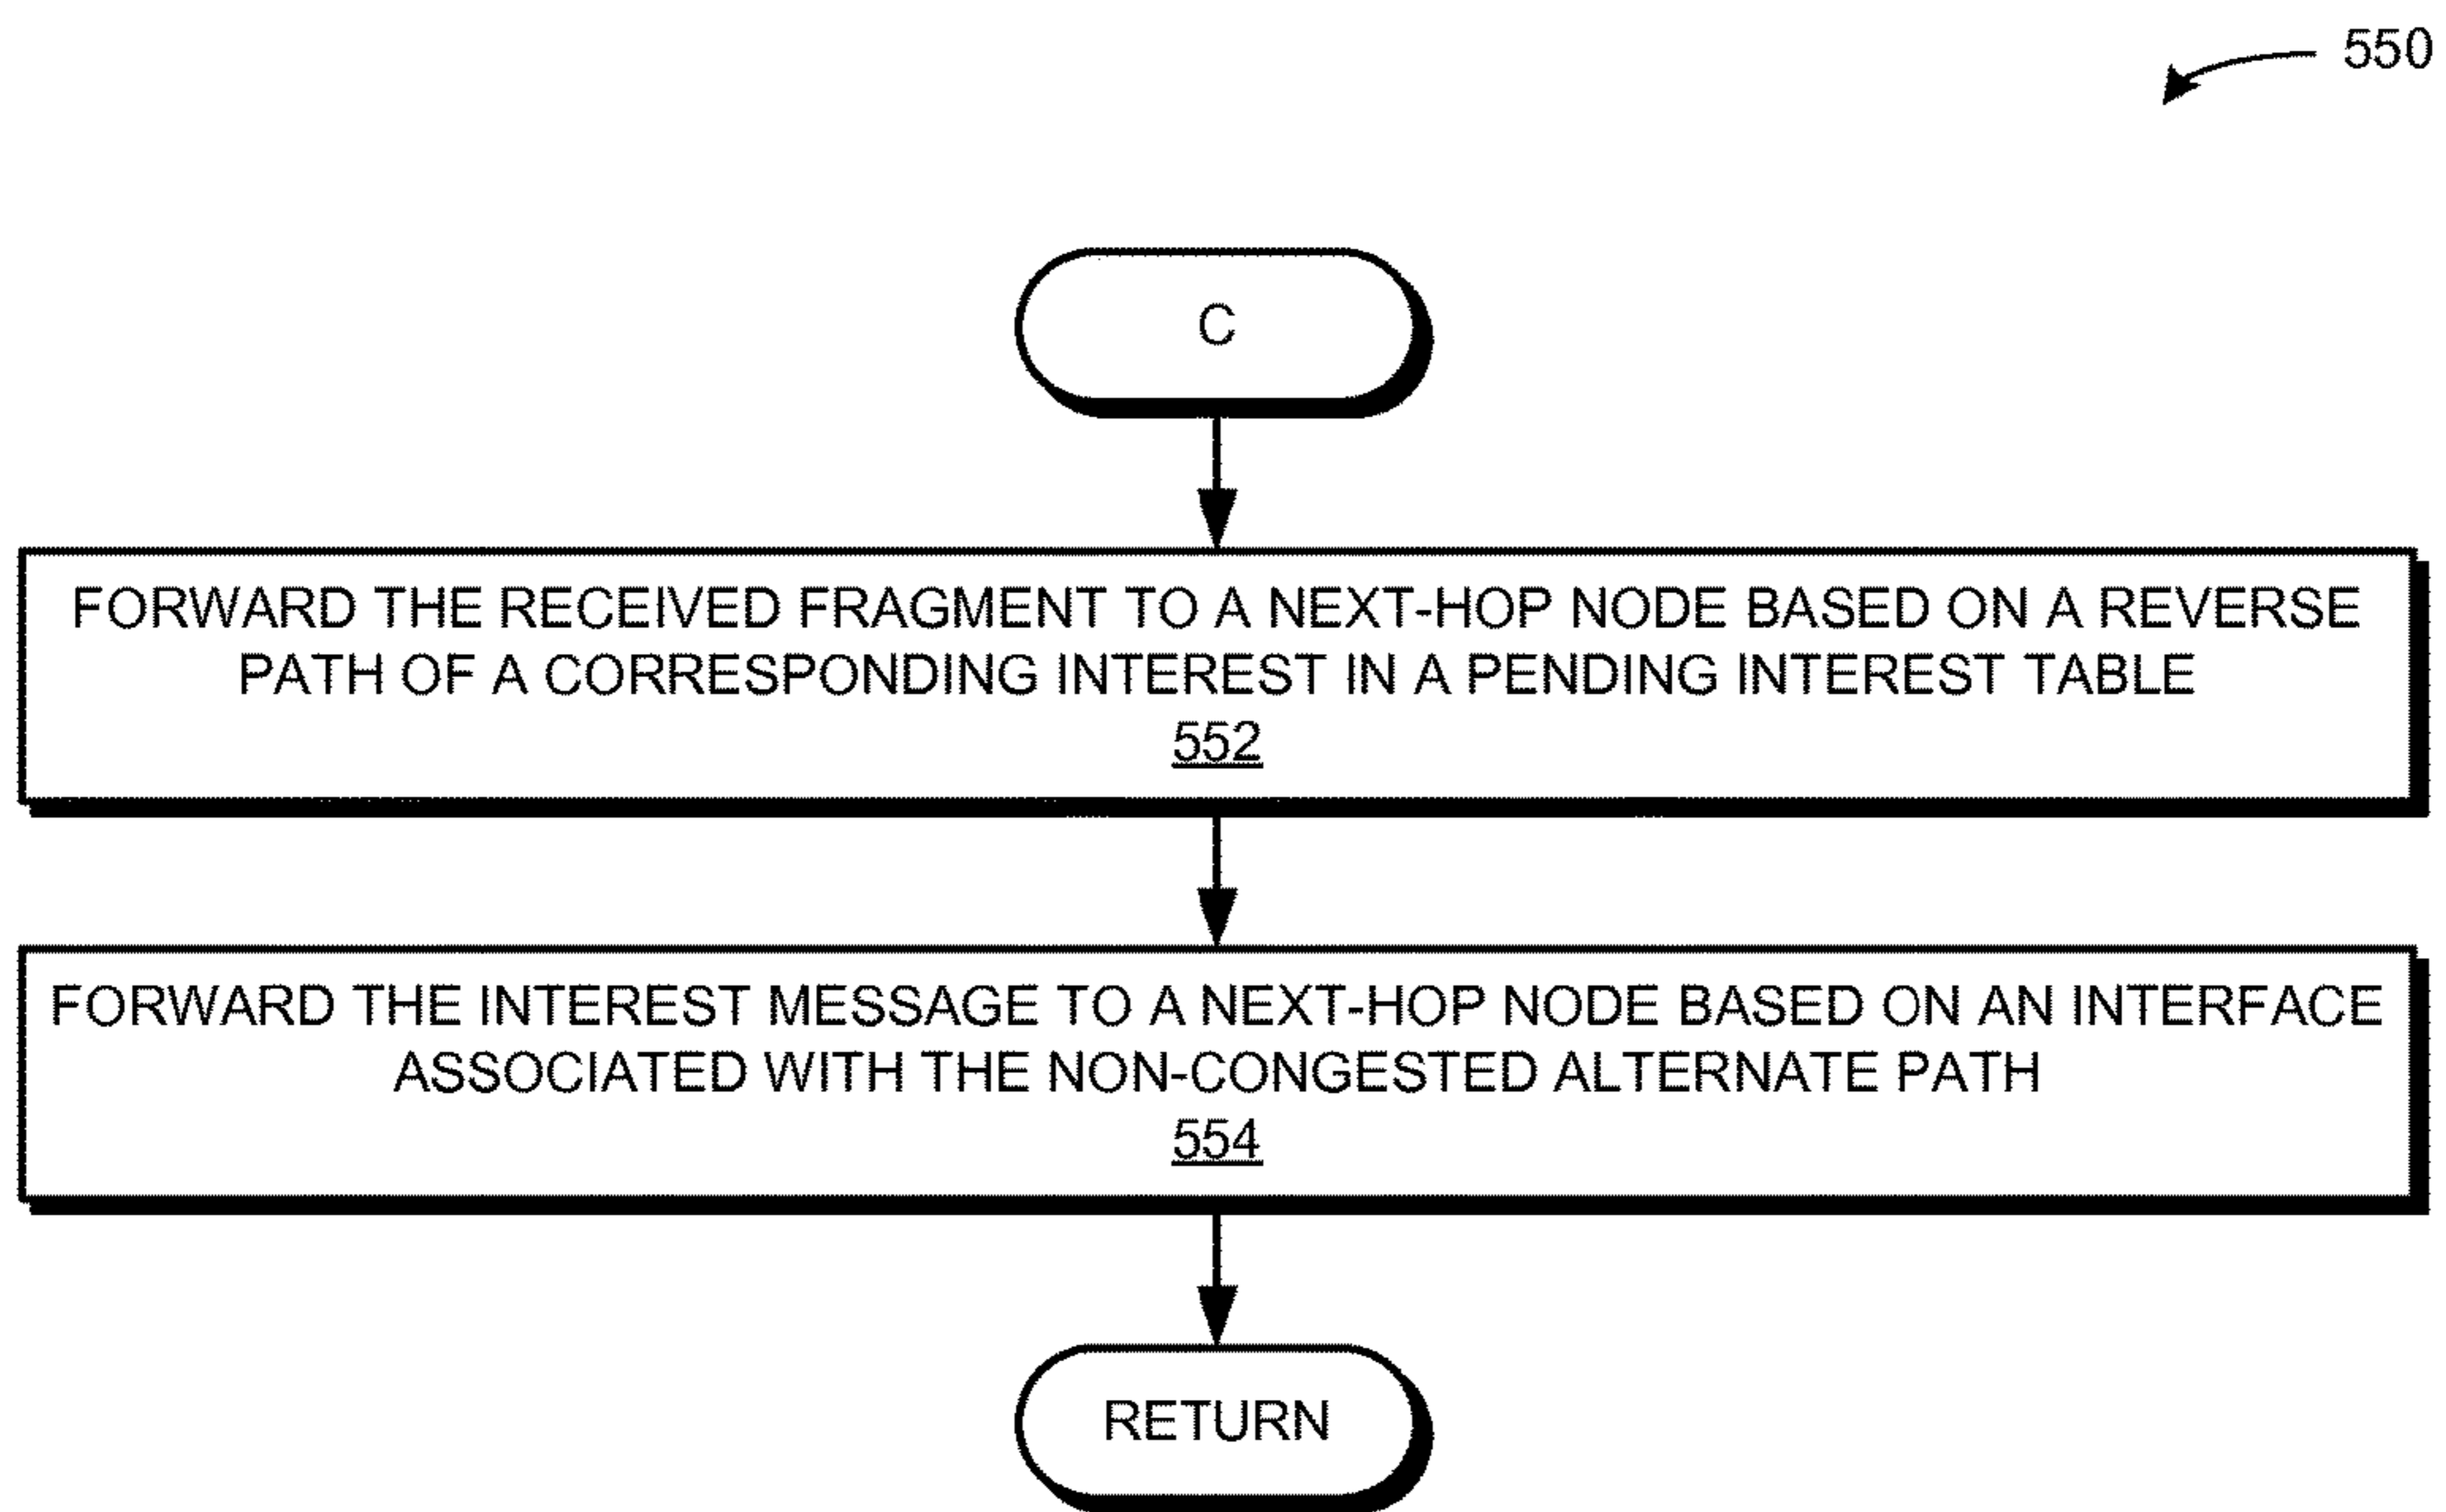 550
C
FORWARD THE RECEIVED FRAGMENT TO A NEXT-HOP NODE BASED ON A REVERSE
PATH OF A CORRESPONDING INTEREST IN A PENDING INTEREST TABLE
552
FORWARD THE INTEREST MESSAGE TO A NEXT-HOP NODE BASED ON AN INTERFACE
ASSOCIATED WITH THE NON-CONGESTED ALTERNATE PATH
554
RETURN